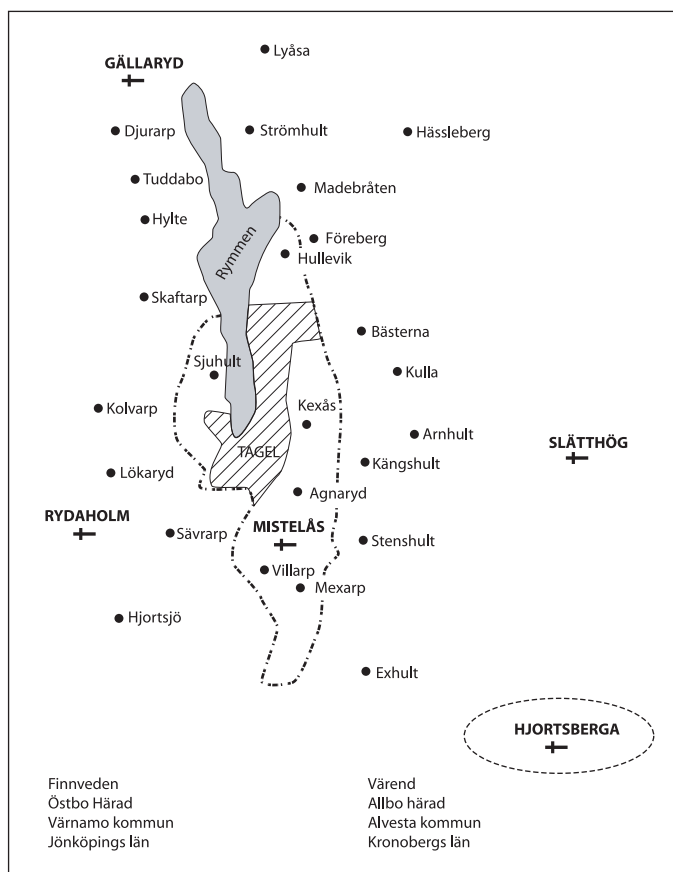 Lyåsa
GÄLLARYD
Djurarp
Strömhult
Hässleberg
Tuddabo
Madebråten
Hylte
Föreberg
Rymmen
Hullevik
Skaftarp
Bästerna
Sjuhult
Kulla
Kolvarp
Kexås
Arnhult
SLÄTTHÖG
TAGEL
Kängshult
Lökaryd
Agnaryd
RYDAHOLM
Sävrarp
MISTELÅS
Stenshult
Villarp
Mexarp
Hjortsjö
Exhult
HJORTSBERGA
Finnveden
Östbo Härad
Värnamo kommun
Jönköpings län
Värend
Allbo härad
Alvesta kommun
Kronobergs län